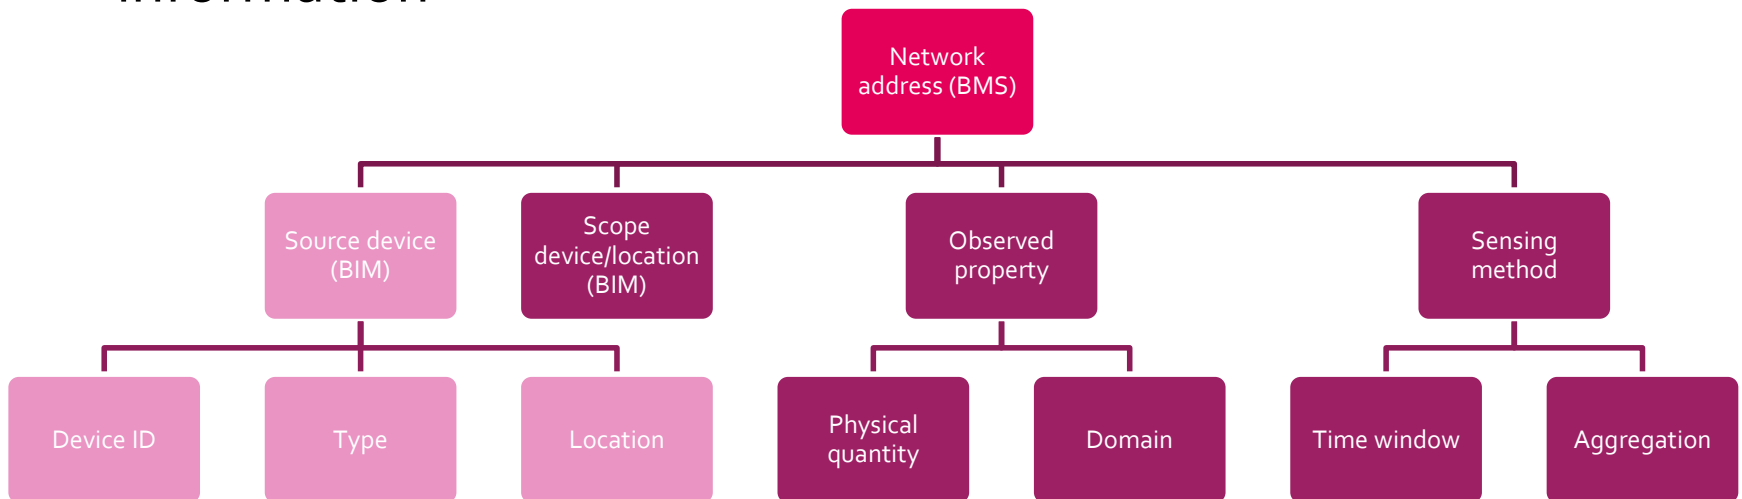 information
Network
address (BMS)
Source device
(BIM)
Scope
device/location
(BIM)
Observed
property
Sensing
method
Device ID
Type
Location
Physical
quantity
Domain
Time window
Aggregation